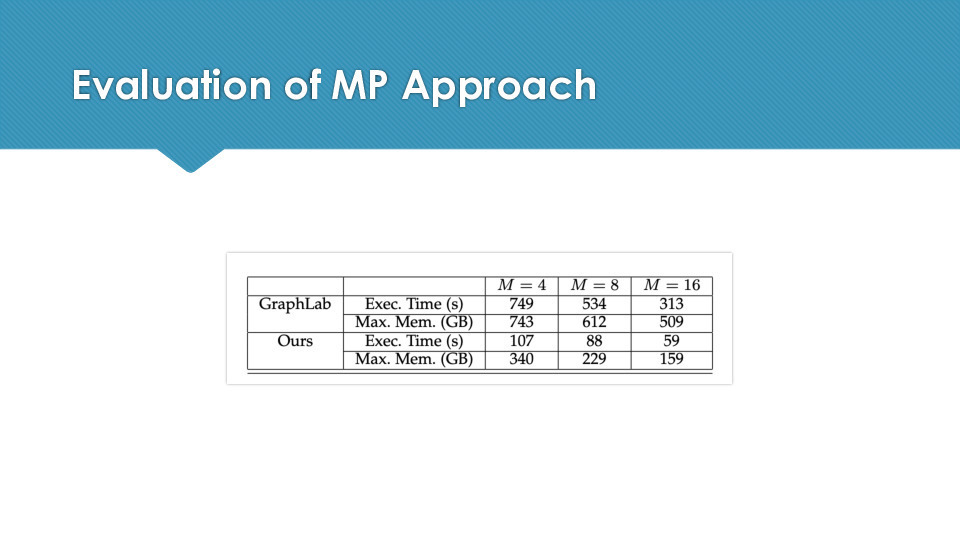 Evaluation of MP Approach
M = 4 M = 8 M = 16
GraphLab Exec. Time (s) 749 534 313
Max. Mem. (GB) 743 612 509
Ours Exec. Time (s) 107 88 59
Max. Mem. (GB) 340 229 159